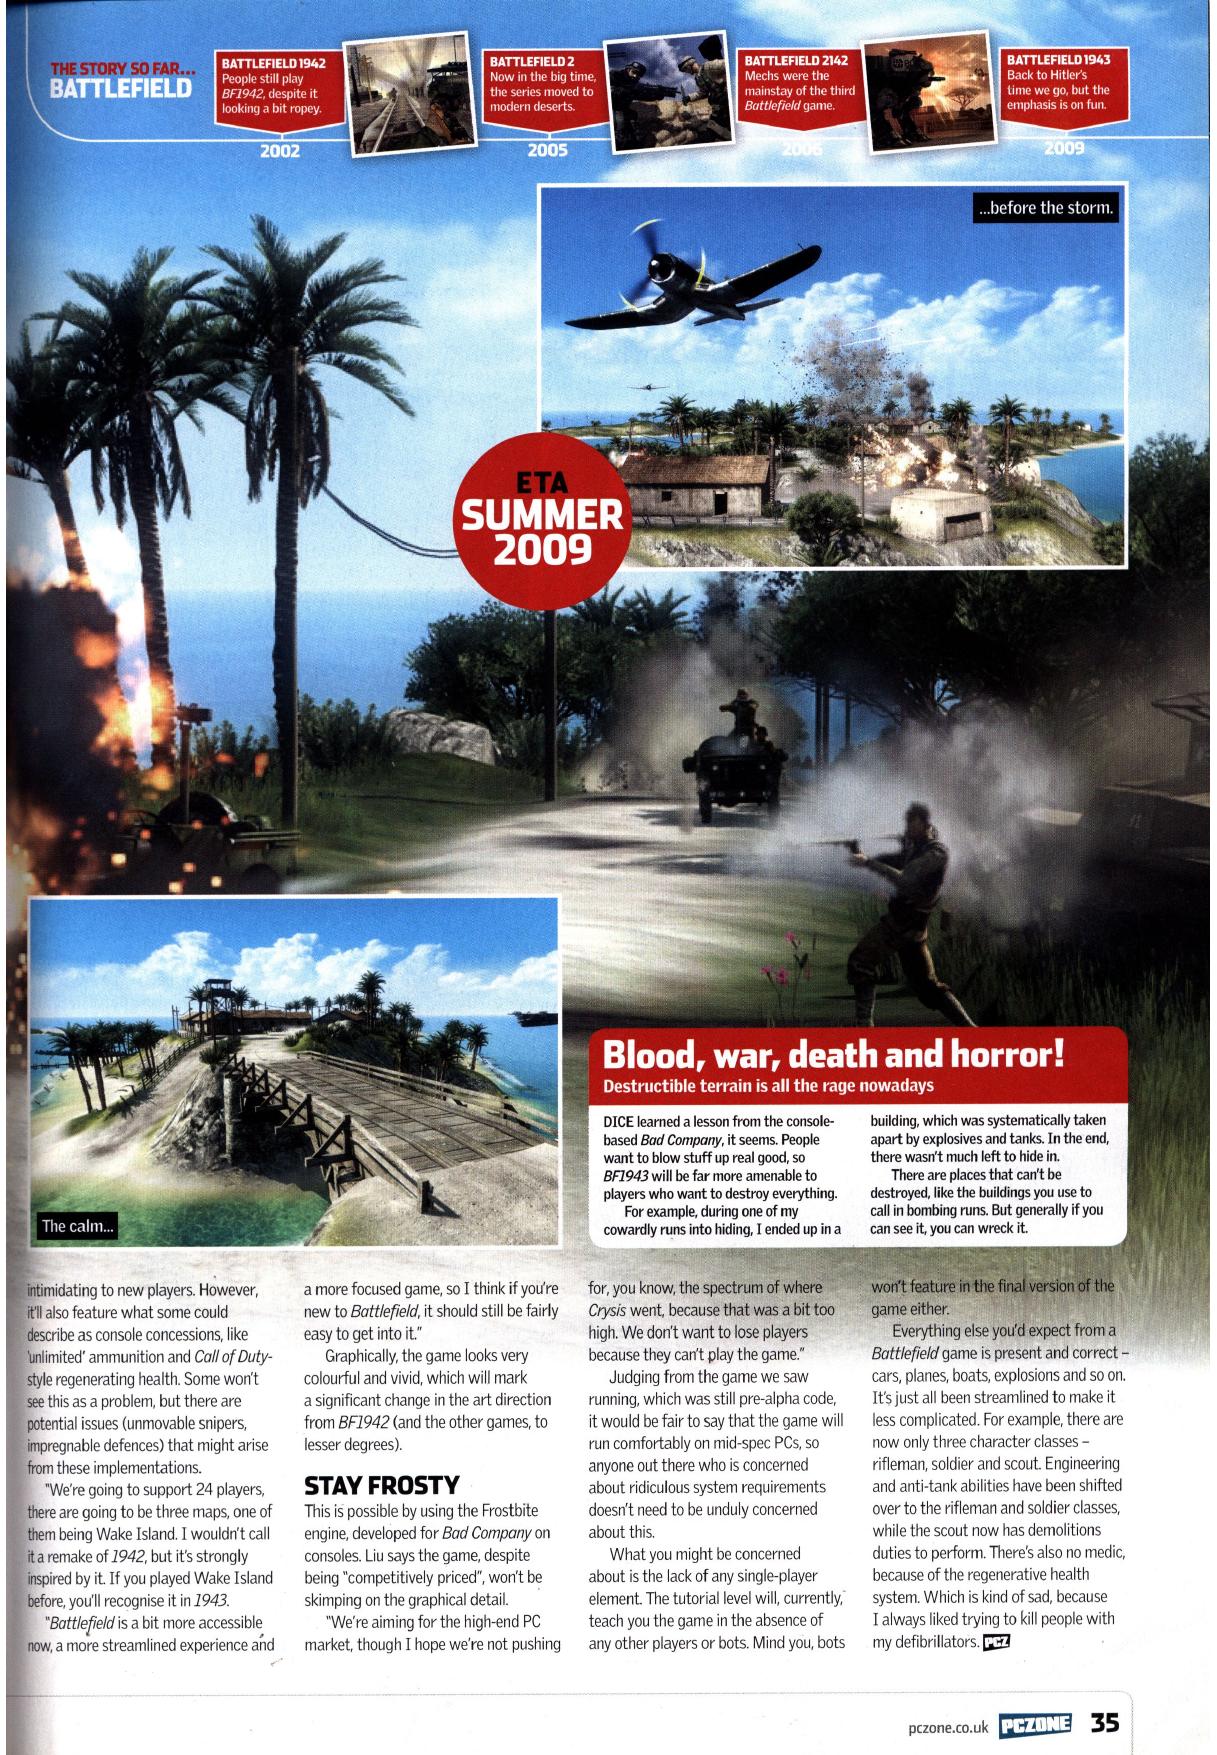 THE STORY SO FAR...
BATTLEFIELD
BATTLEFIELD 1942
People still play
BF1942, despite it
looking a bit ropey.
2002
BATTLEFIELD 2
Now in the big time,
the series moved to
modern deserts.
2005
BATTLEFIELD 2142
Mechs were the
mainstay of the third
Battlefield game.
2006
BATTLEFIELD 1943
Back to Hitler's
time we go, but the
emphasis is on fun.
2009
...before the storm.
ETA
SUMMER
2009
The calm...
Blood, war, death and horror!
Destructible terrain is all the rage nowadays
DICE learned a lesson from the console-
based Bad Company, it seems. People
want to blow stuff up real good, so
BF1943 will be far more amenable to
players who want to destroy everything.
For example, during one of my
cowardly runs into hiding, I ended up in a
building, which was systematically taken
apart by explosives and tanks. In the end,
there wasn't much left to hide in.
There are places that can't be
destroyed, like the buildings you use to
call in bombing runs. But generally if you
can see it, you can wreck it.
intimidating to new players. However,
it'll also feature what some could
describe as console concessions, like
'unlimited' ammunition and Call of Duty-
style regenerating health. Some won't
see this as a problem, but there are
potential issues (unmovable snipers,
impregnable defences) that might arise
from these implementations.
"We're going to support 24 players,
there are going to be three maps, one of
them being Wake Island. I wouldn't call
it a remake of 1942, but it's strongly
inspired by it. If you played Wake Island
before, you'll recognise it in 1943.
"Battlefield is a bit more accessible
now, a more streamlined experience and
a more focused game, so I think if you're
new to Battlefield, it should still be fairly
easy to get into it."
Graphically, the game looks very
colourful and vivid, which will mark
a significant change in the art direction
from BF1942 (and the other games, to
lesser degrees).
STAY FROSTY
This is possible by using the Frostbite
engine, developed for Bad Company on
consoles. Liu says the game, despite
being "competitively priced", won't be
skimping on the graphical detail.
"We're aiming for the high-end PC
market, though I hope we're not pushing
for, you know, the spectrum of where
Crysis went, because that was a bit too
high. We don't want to lose players
because they can't play the game."
Judging from the game we saw
running, which was still pre-alpha code,
it would be fair to say that the game will
run comfortably on mid-spec PCs, so
anyone out there who is concerned
about ridiculous system requirements
doesn't need to be unduly concerned
about this.
What you might be concerned
about is the lack of any single-player
element. The tutorial level will, currently,
teach you the game in the absence of
any other players or bots. Mind you, bots
won't feature in the final version of the
game either.
Everything else you'd expect from a
Battlefield game is present and correct –
cars, planes, boats, explosions and so on.
It's just all been streamlined to make it
less complicated. For example, there are
now only three character classes –
rifleman, soldier and scout. Engineering
and anti-tank abilities have been shifted
over to the rifleman and soldier classes,
while the scout now has demolitions
duties to perform. There's also no medic,
because of the regenerative health
system. Which is kind of sad, because
I always liked trying to kill people with
my defibrillators. PCZ
pczone.co.uk PCZONE 35